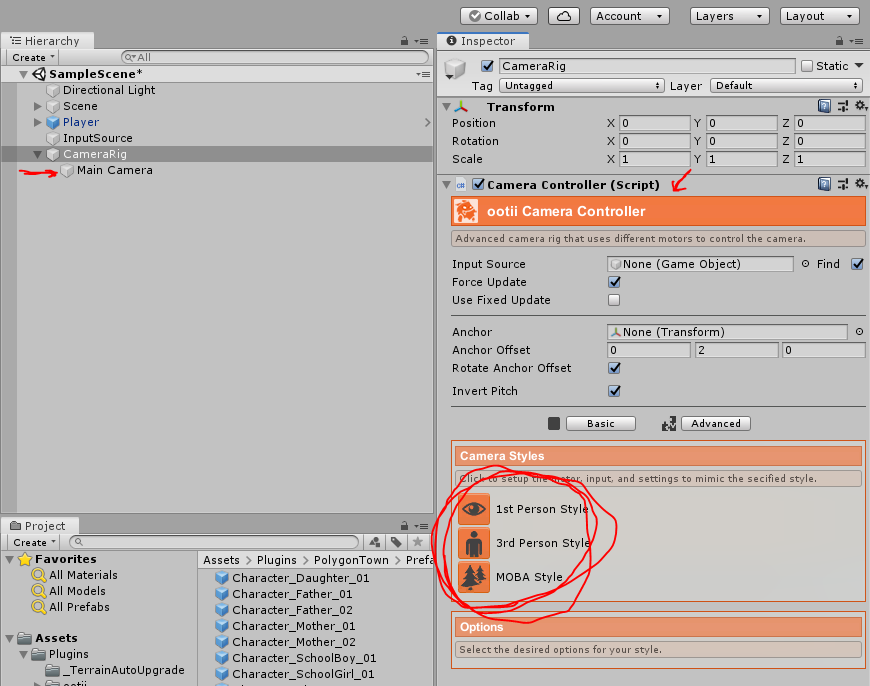 Collab
Account
Layers
Layout
Hierarchy
Create
All
SampleScene*
Directional Light
Scene
Player
InputSource
CameraRig
Main Camera
Inspector
CameraRig
Static
Tag Untagged Layer Default
Transform
Position X 0 Y 0 Z 0
Rotation X 0 Y 0 Z 0
Scale X 1 Y 1 Z 1
Camera Controller (Script)
ootii Camera Controller
Advanced camera rig that uses different motors to control the camera.
Input Source None (Game Object) Find
Force Update
Use Fixed Update
Anchor None (Transform)
Anchor Offset 0 2 0
Rotate Anchor Offset
Invert Pitch
Basic Advanced
Camera Styles
Click to setup the motor, input, and settings to mimic the secified style.
1st Person Style
3rd Person Style
MOBA Style
Options
Select the desired options for your style.
Project
Create
Favorites
All Materials
All Models
All Prefabs
Assets
Plugins
_TerrainAutoUpgrade
ootii
Assets > Plugins > PolygonTown > Prefa
Character_Daughter_01
Character_Father_01
Character_Father_02
Character_Mother_01
Character_Mother_02
Character_SchoolBoy_01
Character_SchoolGirl_01